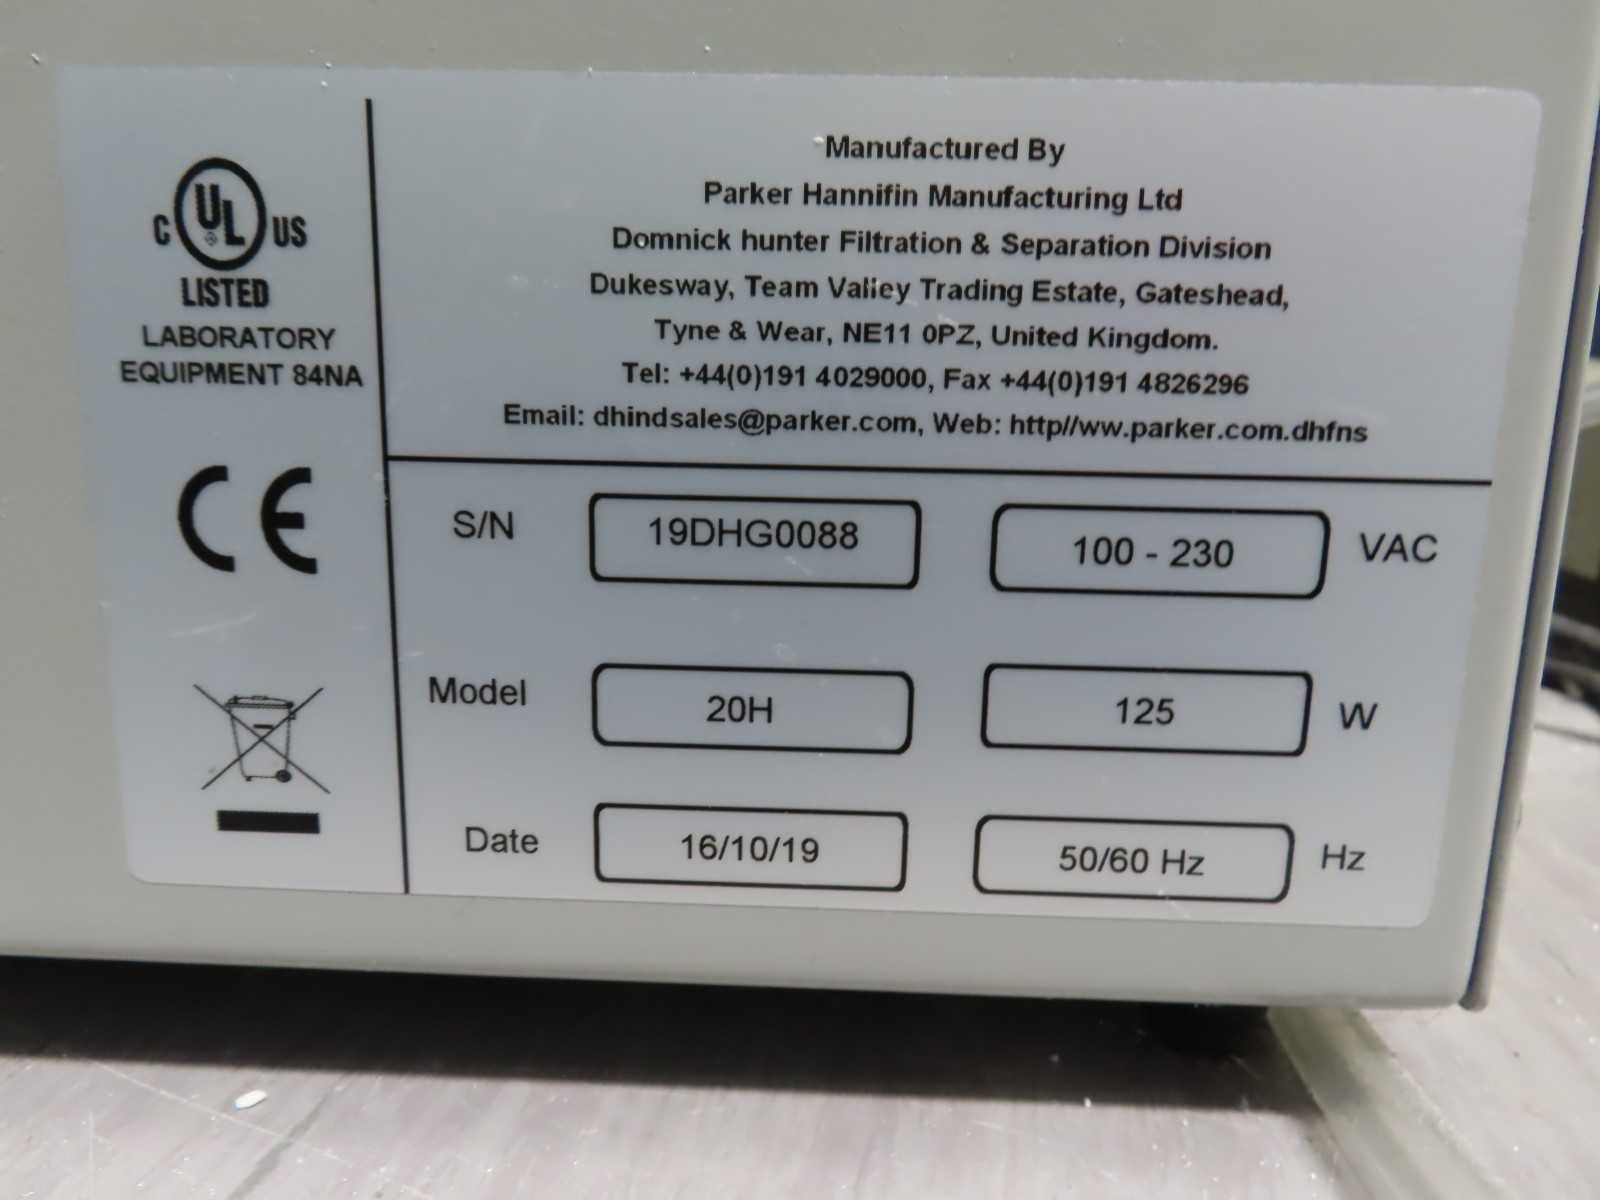 C UL US
LISTED
LABORATORY
EQUIPMENT 84NA
CE
Manufactured By
Parker Hannifin Manufacturing Ltd
Domnick hunter Filtration & Separation Division
Dukesway, Team Valley Trading Estate, Gateshead,
Tyne & Wear, NE11 0PZ, United Kingdom.
Tel: +44(0)191 4029000, Fax +44(0)191 4826296
Email: dhindsales@parker.com, Web: http//ww.parker.com.dhfns
S/N 19DHG0088 100 - 230 VAC
Model 20H 125 W
Date 16/10/19 50/60 Hz Hz